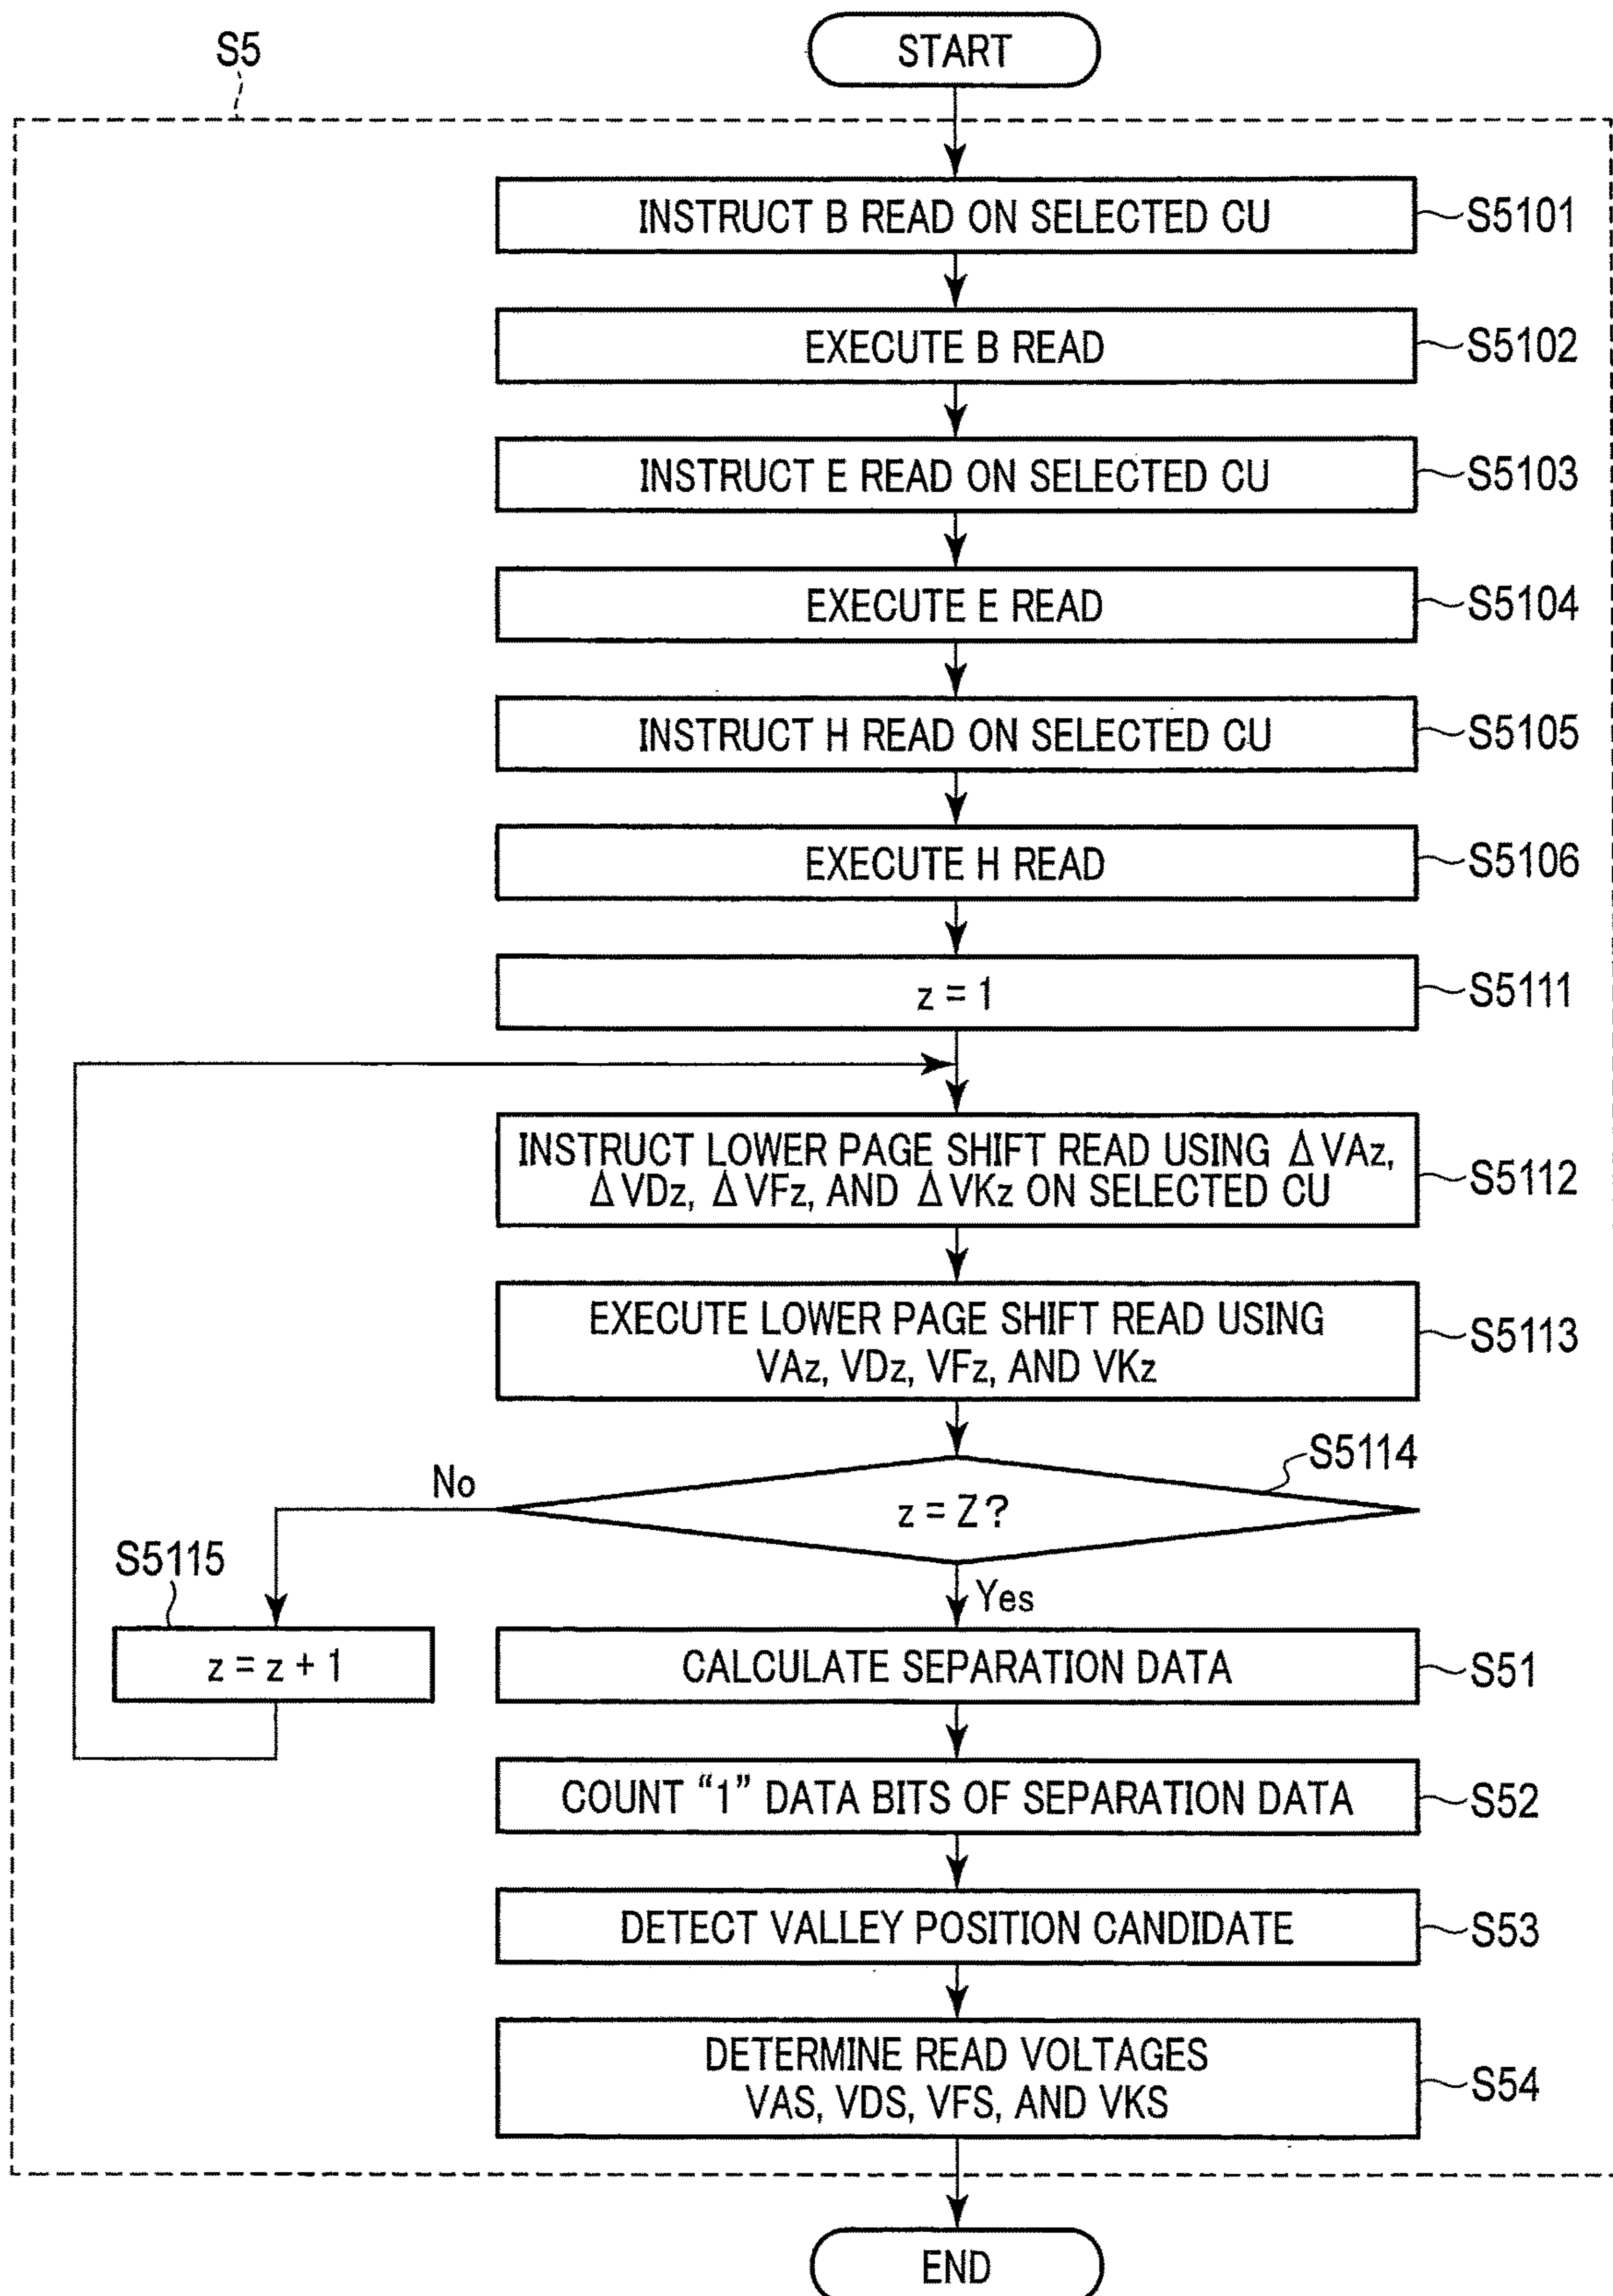 START
S5
INSTRUCT B READ ON SELECTED CU
S5101
EXECUTE B READ
S5102
INSTRUCT E READ ON SELECTED CU
S5103
EXECUTE E READ
S5104
INSTRUCT H READ ON SELECTED CU
S5105
EXECUTE H READ
S5106
z = 1
S5111
INSTRUCT LOWER PAGE SHIFT READ USING ΔVAz,
ΔVDz, ΔVFz, AND ΔVKz ON SELECTED CU
S5112
EXECUTE LOWER PAGE SHIFT READ USING
VAz, VDz, VFz, AND VKz
S5113
S5114
No
z = Z?
Yes
S5115
z = z + 1
CALCULATE SEPARATION DATA
S51
COUNT “1” DATA BITS OF SEPARATION DATA
S52
DETECT VALLEY POSITION CANDIDATE
S53
DETERMINE READ VOLTAGES
VAS, VDS, VFS, AND VKS
S54
END